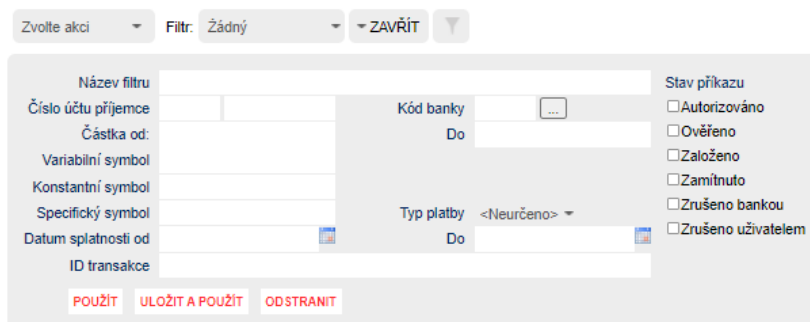 Zvolte akci Filtr: Žádný ZAVŘÍT
Název filtru Stav příkazu
Číslo účtu příjemce Kód banky ... Autorizováno
Částka od: Do Ověřeno
Variabilní symbol Založeno
Konstantní symbol Zamítnuto
Specifický symbol Typ platby <Neurčeno> Zrušeno bankou
Datum splatnosti od Do Zrušeno uživatelem
ID transakce
POUŽÍT ULOŽIT A POUŽÍT ODSTRANIT